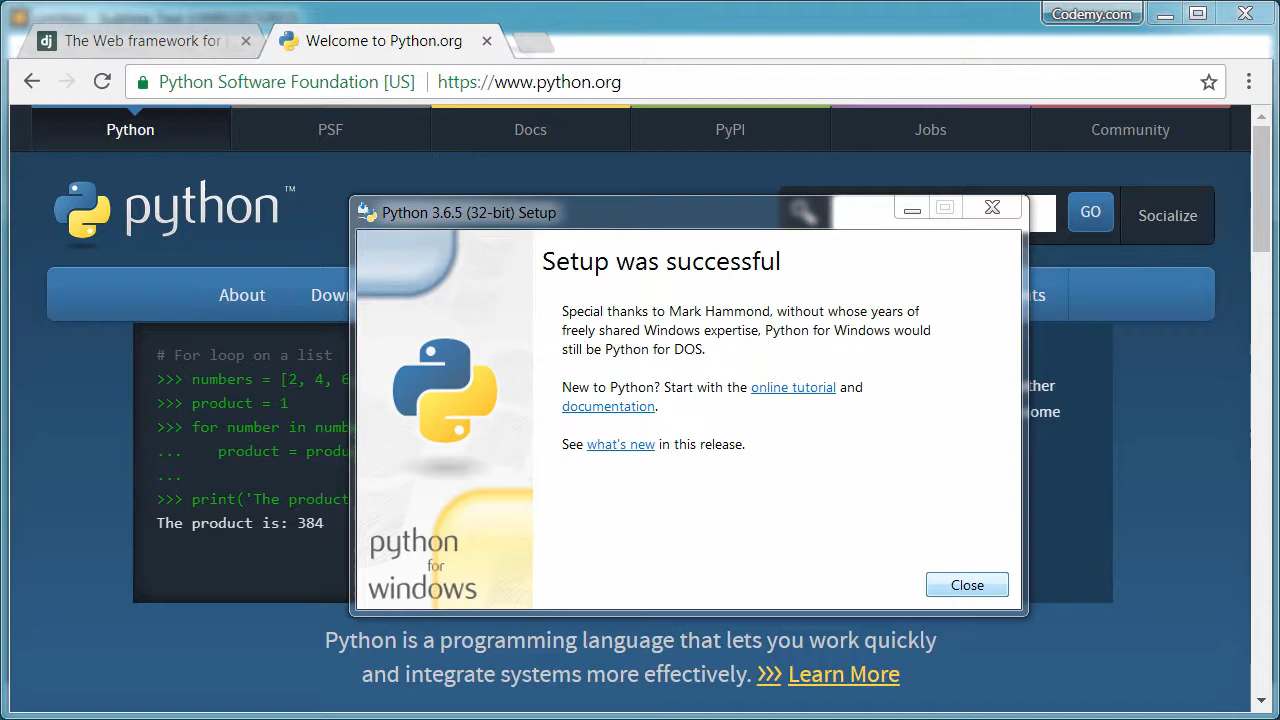 Codemy.com
The Web framework for
Welcome to Python.org
Python Software Foundation [US] https://www.python.org
Python PSF Docs PyPI Jobs Community
python™
GO Socialize
About
# For loop on a list
>>> numbers = [2, 4, 6
>>> product = 1
>>> for number in
... product =
...
>>> print('The product
The product is: 384
Python 3.6.5 (32-bit) Setup
Setup was successful
Special thanks to Mark Hammond, without whose years of
freely shared Windows expertise, Python for Windows would
still be Python for DOS.
New to Python? Start with the online tutorial and
documentation.
See what's new in this release.
python
for
windows
Close
Python is a programming language that lets you work quickly
and integrate systems more effectively. >>> Learn More